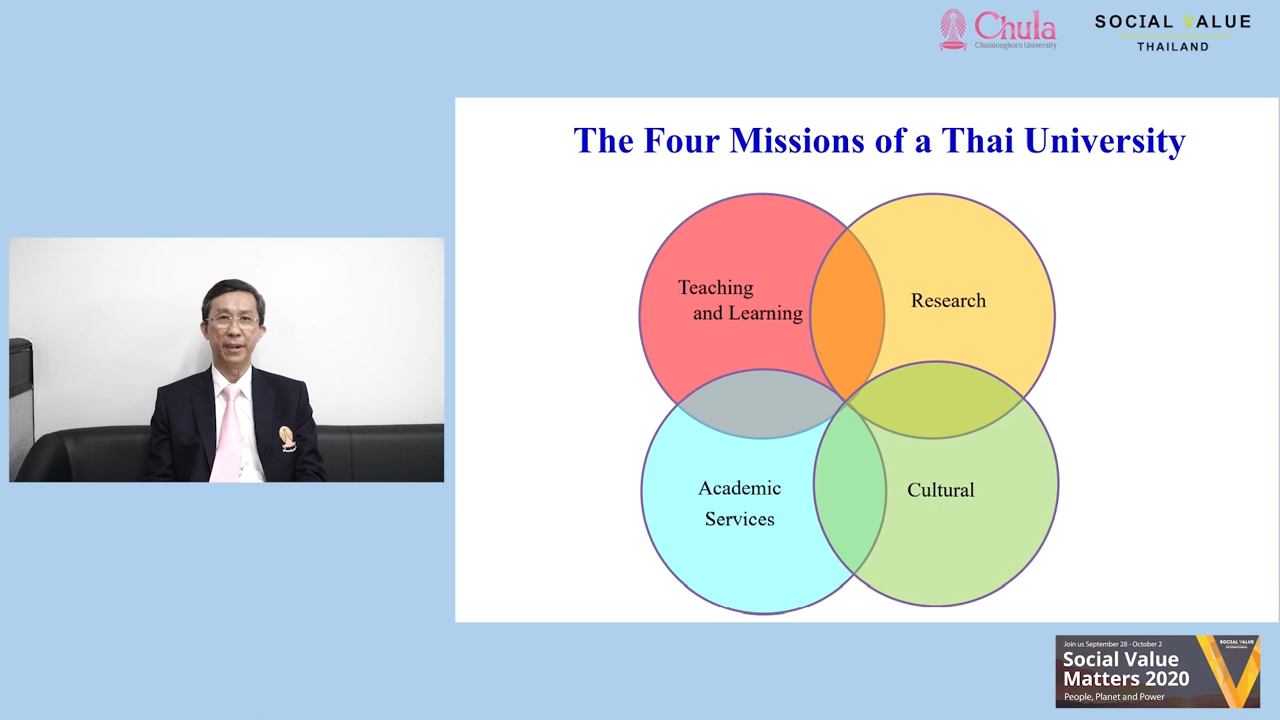 Chula
Chulalongkorn University
SOCIAL VALUE
THAILAND
The Four Missions of a Thai University
Teaching
and Learning
Research
Academic
Services
Cultural
Join us September 28 - October 2
Social Value
Matters 2020
People, Planet and Power
SOCIAL VALUE
INTERNATIONAL